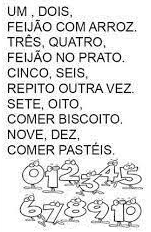 UM , DOIS,
FEIJÃO COM ARROZ.
TRÊS, QUATRO,
FEIJÃO NO PRATO.
CINCO, SEIS,
REPITO OUTRA VEZ.
SETE, OITO,
COMER BISCOITO.
NOVE, DEZ,
COMER PASTÉIS.
0 1 2 3 4 5
6 7 8 9 10